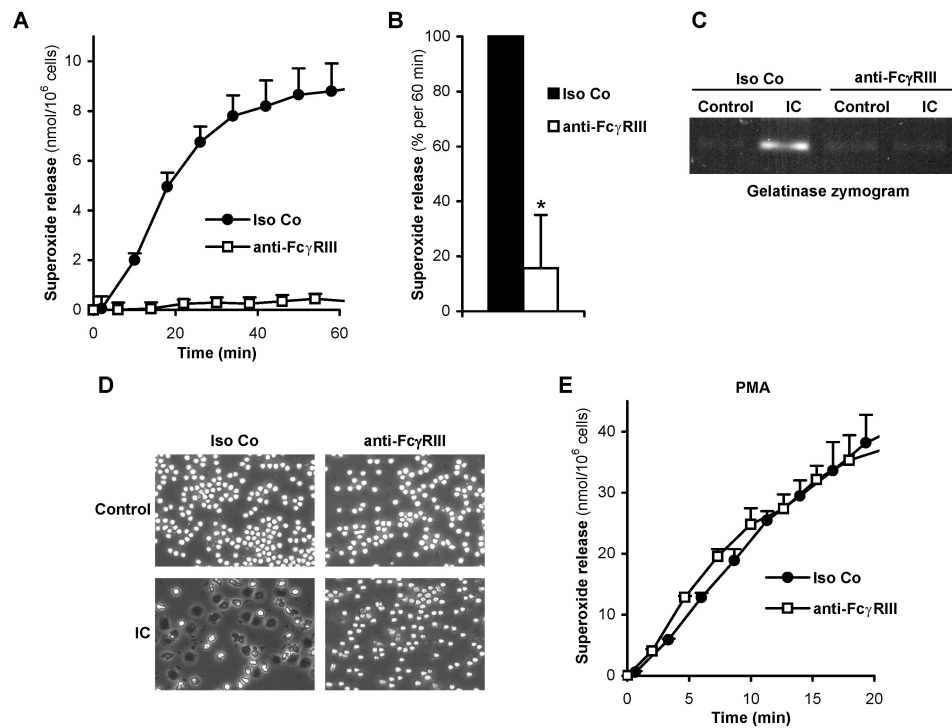 A
Superoxide release (nmol/10⁶ cells)
10
8
6
4
2
0
0 20 40 60
Time (min)
Iso Co
anti-FcγRIII
B
Superoxide release (% per 60 min)
100
80
60
40
20
0
*
Iso Co
anti-FcγRIII
C
Iso Co anti-FcγRIII
Control IC Control IC
Gelatinase zymogram
D
Iso Co anti-FcγRIII
Control
IC
E
PMA
Superoxide release (nmol/10⁶ cells)
40
30
20
10
0
0 5 10 15 20
Time (min)
Iso Co
anti-FcγRIII